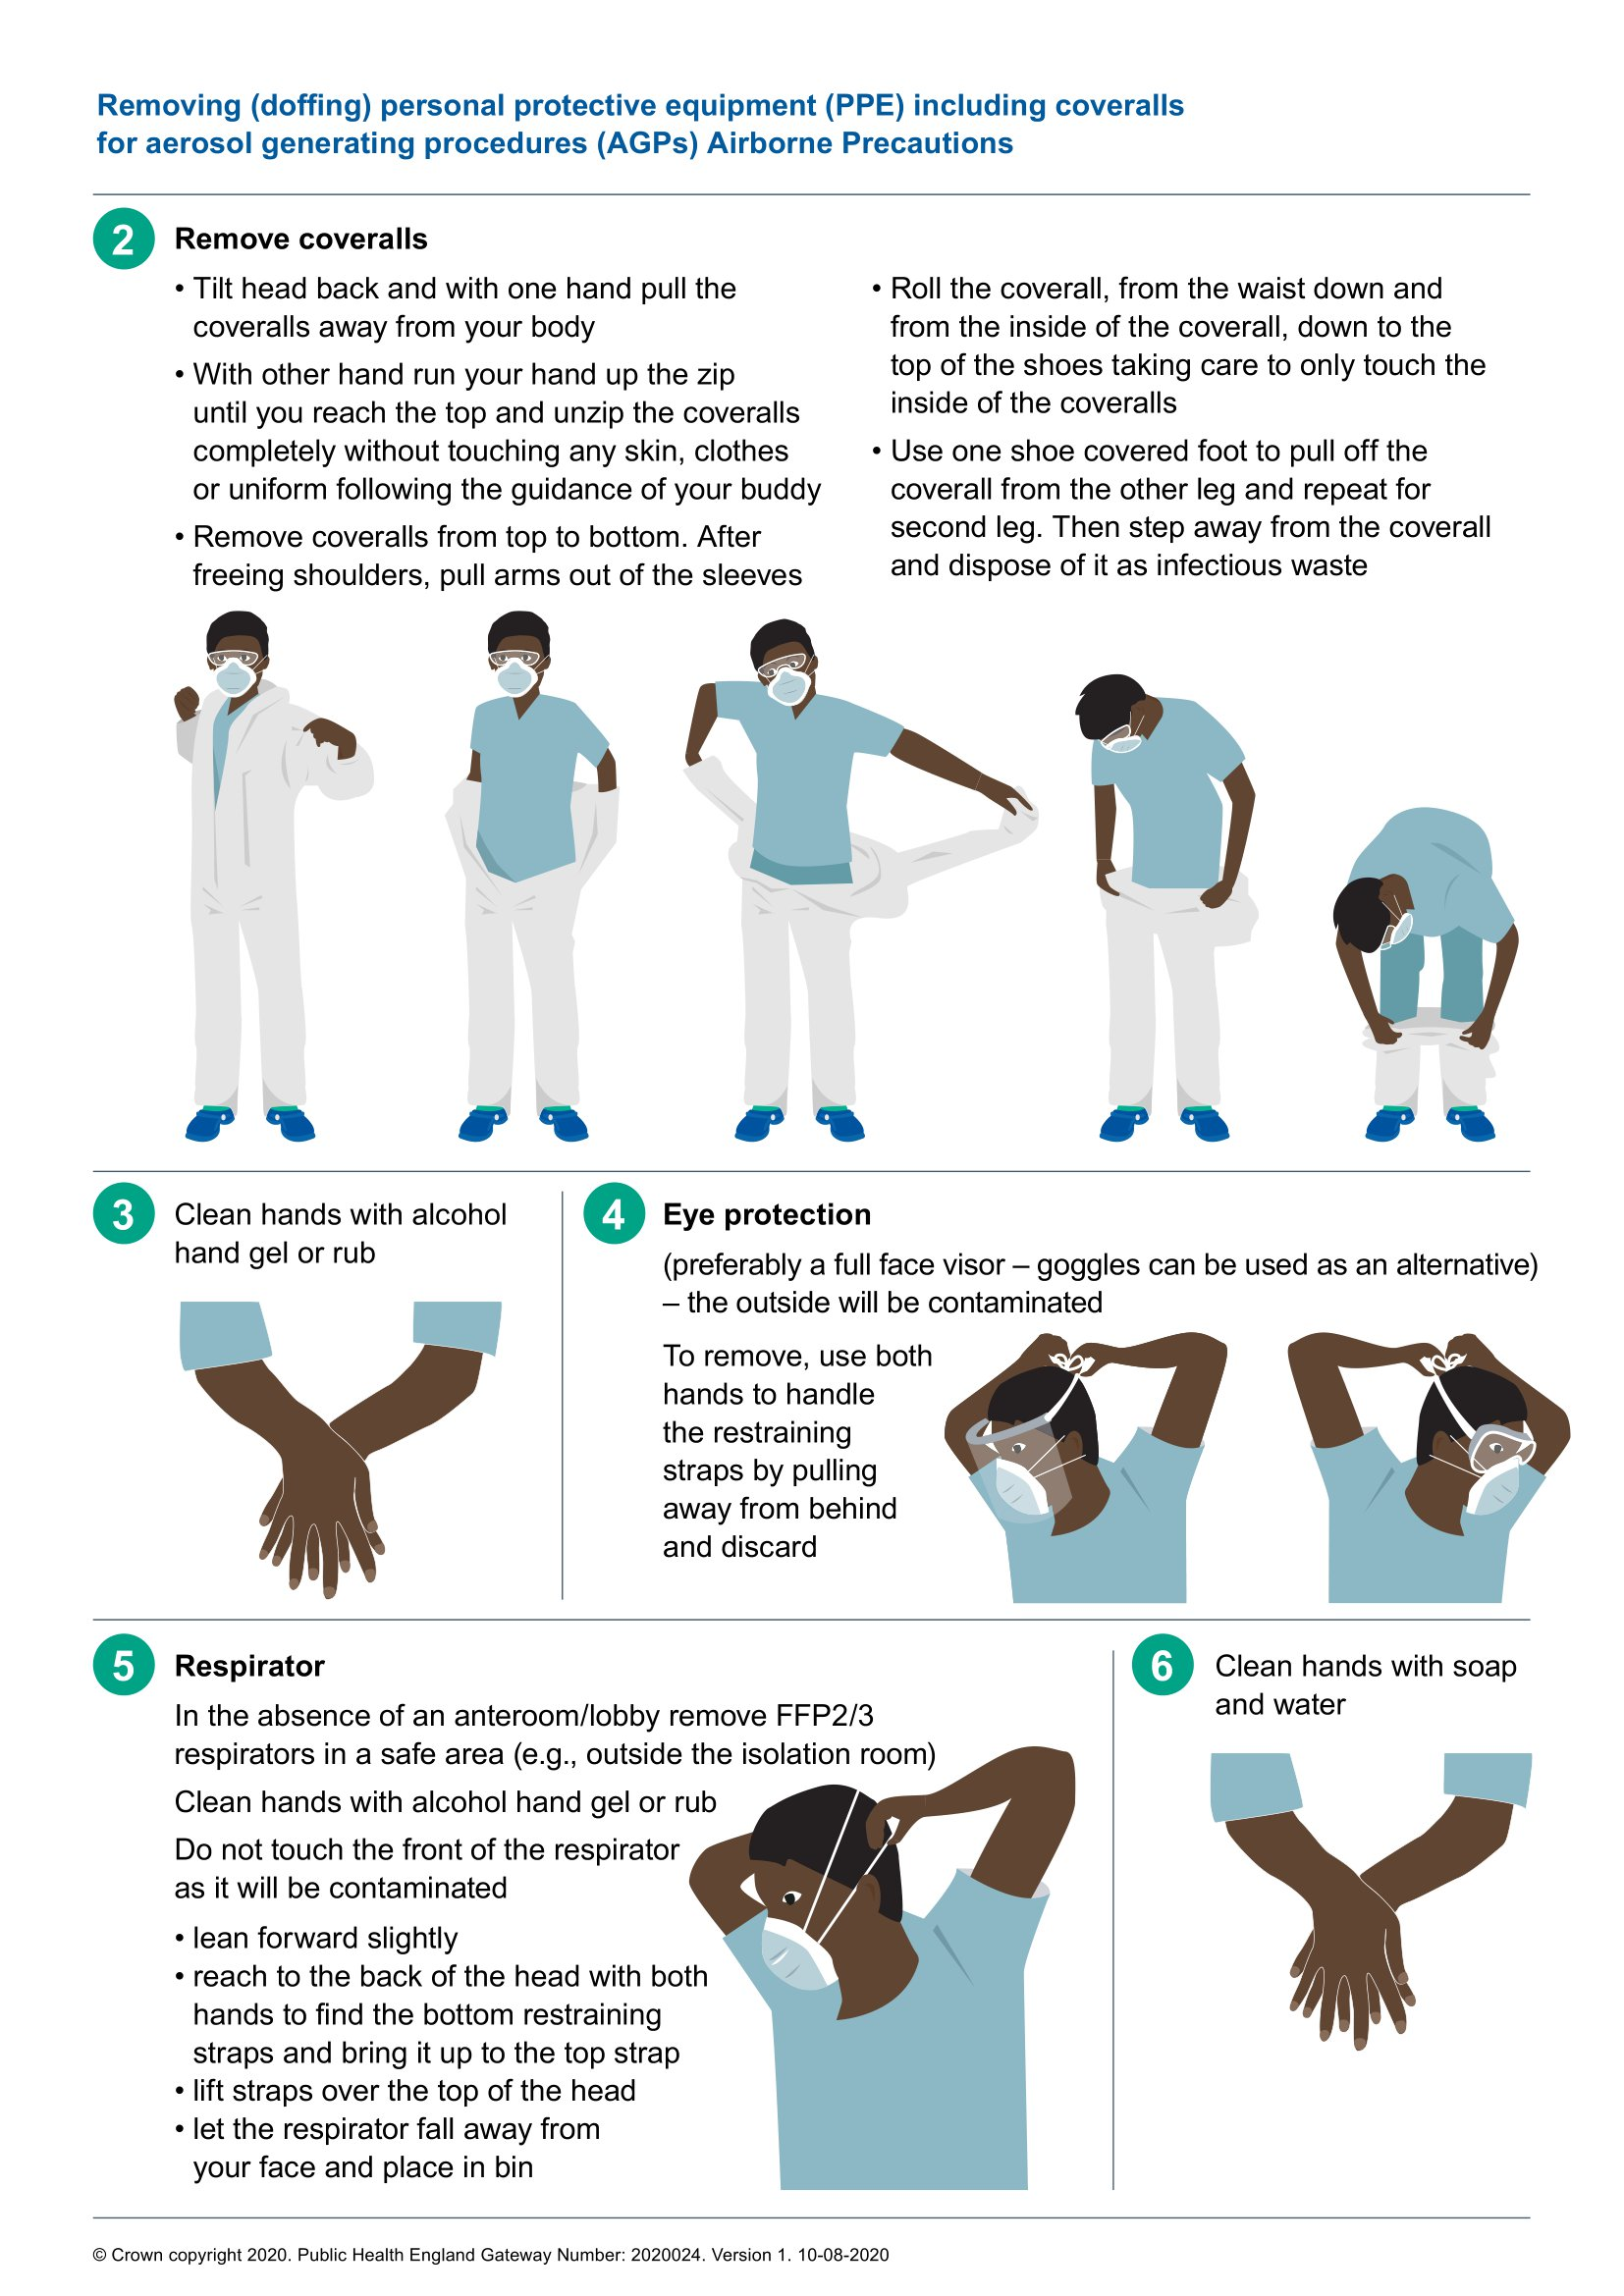 Removing (doffing) personal protective equipment (PPE) including coveralls
for aerosol generating procedures (AGPs) Airborne Precautions
2
Remove coveralls
• Tilt head back and with one hand pull the
coveralls away from your body
• With other hand run your hand up the zip
until you reach the top and unzip the coveralls
completely without touching any skin, clothes
or uniform following the guidance of your buddy
• Remove coveralls from top to bottom. After
freeing shoulders, pull arms out of the sleeves
• Roll the coverall, from the waist down and
from the inside of the coverall, down to the
top of the shoes taking care to only touch the
inside of the coveralls
• Use one shoe covered foot to pull off the
coverall from the other leg and repeat for
second leg. Then step away from the coverall
and dispose of it as infectious waste
3
Clean hands with alcohol
hand gel or rub
4
Eye protection
(preferably a full face visor – goggles can be used as an alternative)
– the outside will be contaminated
To remove, use both
hands to handle
the restraining
straps by pulling
away from behind
and discard
5
Respirator
In the absence of an anteroom/lobby remove FFP2/3
respirators in a safe area (e.g., outside the isolation room)
Clean hands with alcohol hand gel or rub
Do not touch the front of the respirator
as it will be contaminated
• lean forward slightly
• reach to the back of the head with both
hands to find the bottom restraining
straps and bring it up to the top strap
• lift straps over the top of the head
• let the respirator fall away from
your face and place in bin
6
Clean hands with soap
and water
© Crown copyright 2020. Public Health England Gateway Number: 2020024. Version 1. 10-08-2020